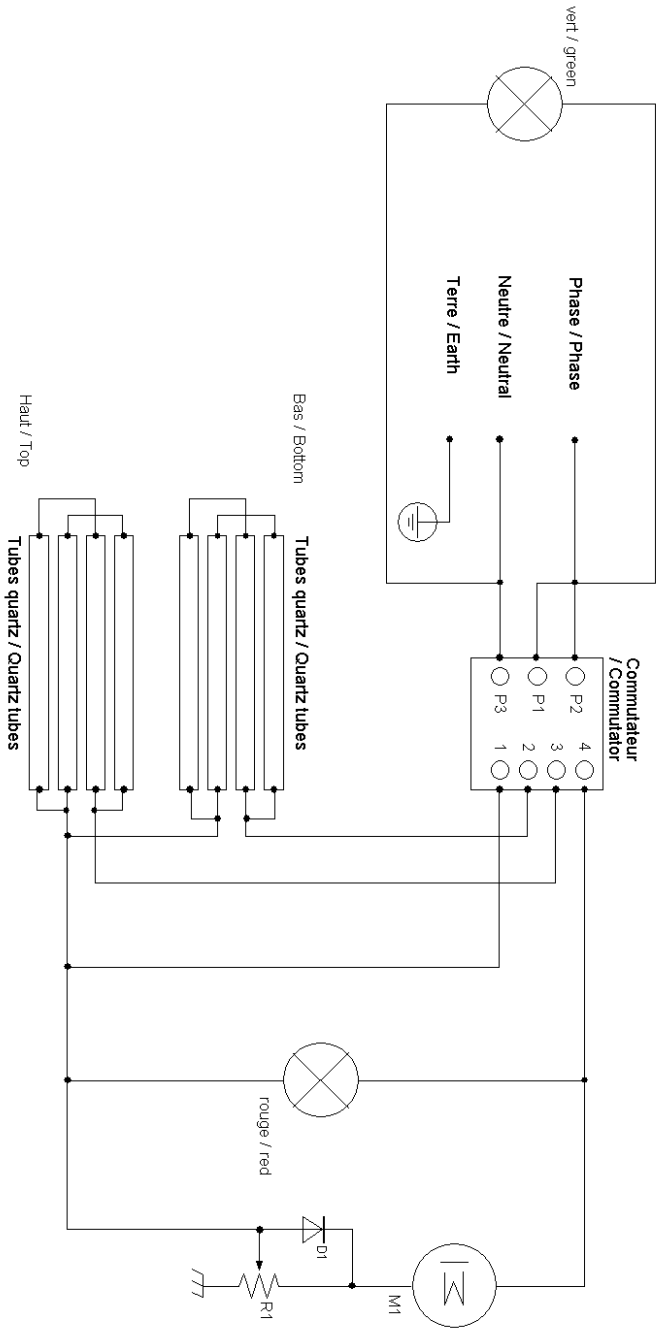 vert / green
Phase / Phase
Neutre / Neutral
Terre / Earth
Commutateur
/ Commutator
P2
P1
P3
4
3
2
1
Bas / Bottom
Tubes quartz / Quartz tubes
Haut / Top
Tubes quartz / Quartz tubes
rouge / red
D1
R1
M1
M